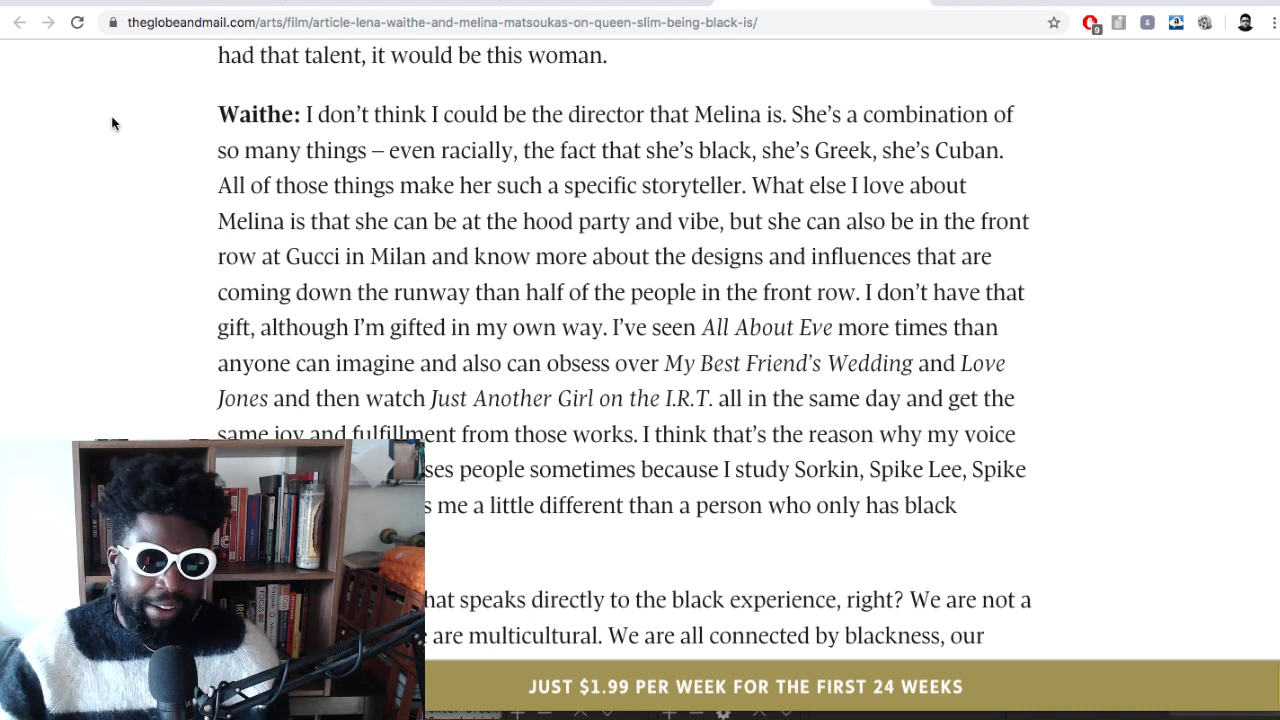 theglobeandmail.com/arts/film/article-lena-waithe-and-melina-matsoukas-on-queen-slim-being-black-is/
9
had that talent, it would be this woman.
Waithe: I don’t think I could be the director that Melina is. She’s a combination of
so many things – even racially, the fact that she’s black, she’s Greek, she’s Cuban.
All of those things make her such a specific storyteller. What else I love about
Melina is that she can be at the hood party and vibe, but she can also be in the front
row at Gucci in Milan and know more about the designs and influences that are
coming down the runway than half of the people in the front row. I don’t have that
gift, although I’m gifted in my own way. I’ve seen All About Eve more times than
anyone can imagine and also can obsess over My Best Friend’s Wedding and Love
Jones and then watch Just Another Girl on the I.R.T. all in the same day and get the
same joy and fulfillment from those works. I think that’s the reason why my voice
people sometimes because I study Sorkin, Spike Lee, Spike
me a little different than a person who only has black
speaks directly to the black experience, right? We are not a
are multicultural. We are all connected by blackness, our
JUST $1.99 PER WEEK FOR THE FIRST 24 WEEKS